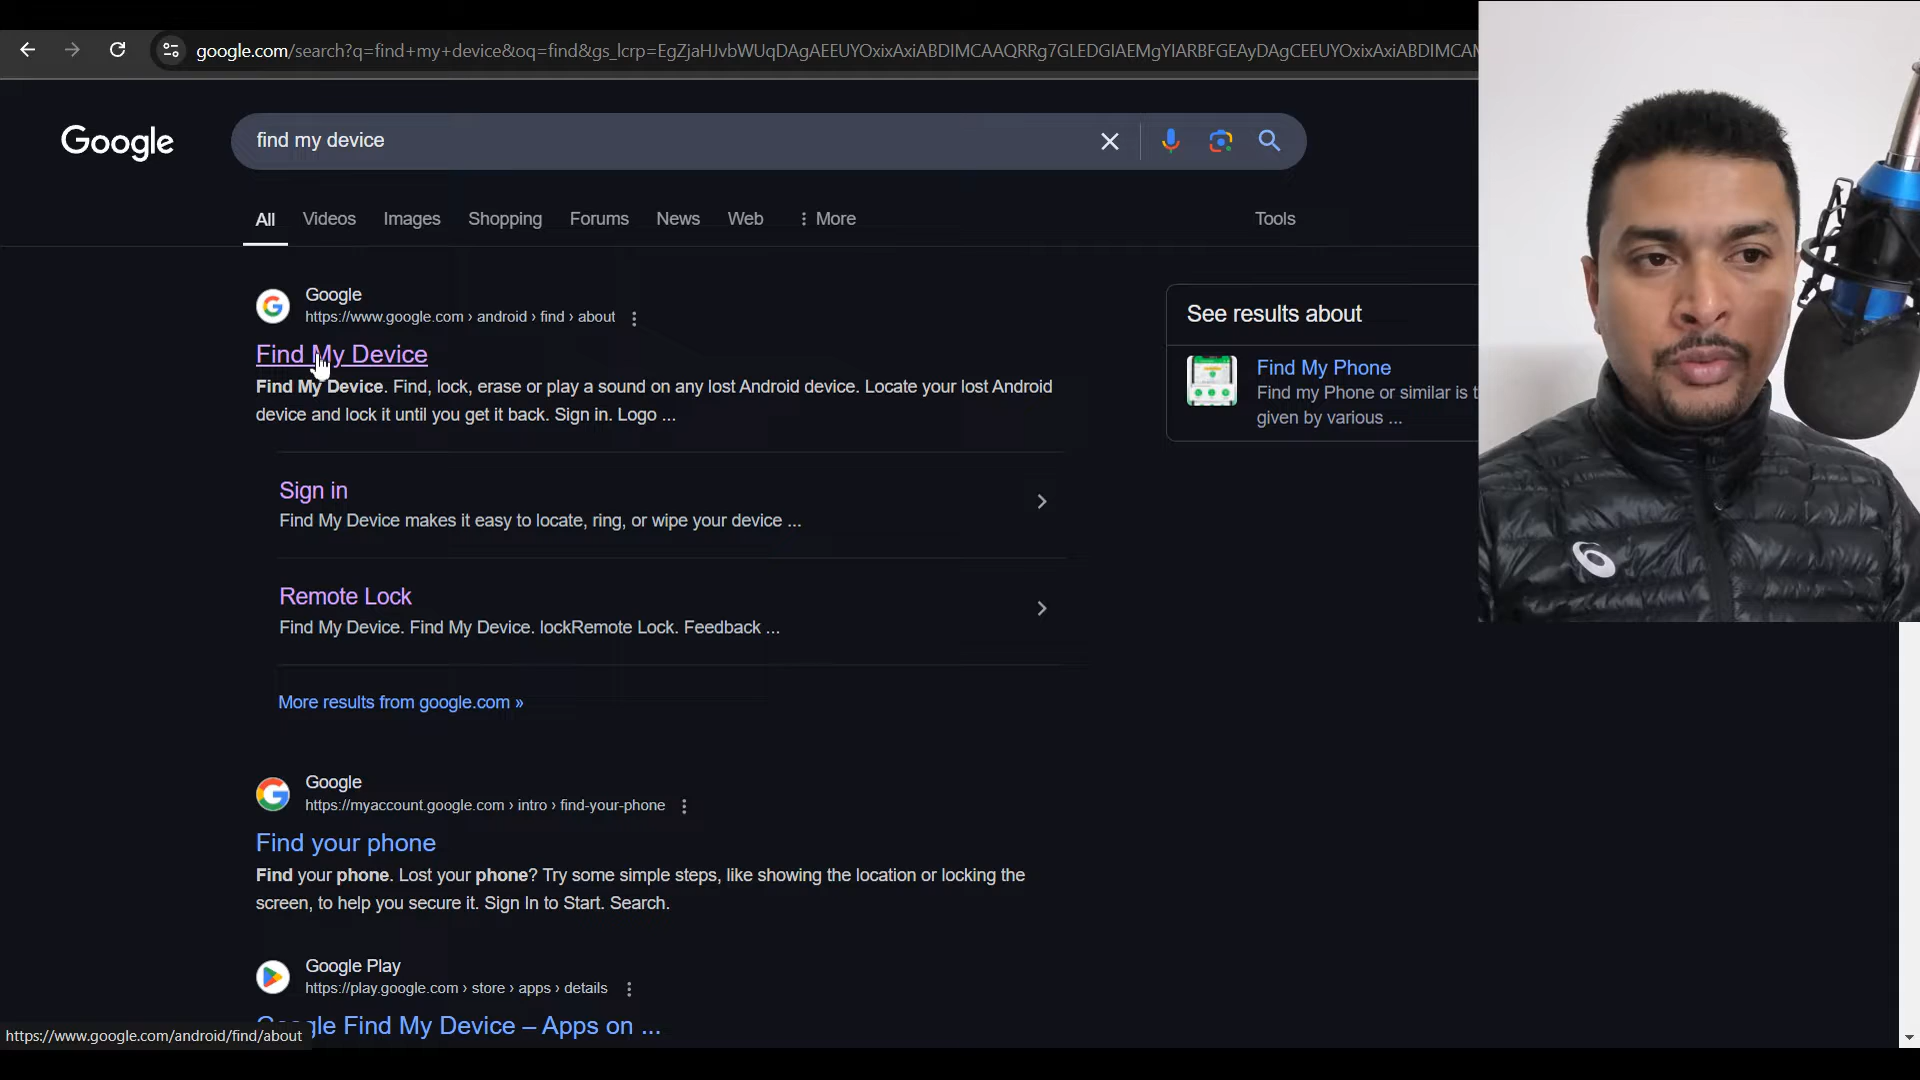 google.com/search?q=find+my+device&oq=find&gs_lcrp=EgZjaHJvbWUqDAgAEEUYOxixAxiABDIMCAAQRRg7GLEDGIAEMgYIARBFGEAyDAgCEEUYOxixAxiABDIMCAM
Google
find my device
All Videos Images Shopping Forums News Web More Tools
Google
https://www.google.com › android › find › about
Find My Device
Find My Device. Find, lock, erase or play a sound on any lost Android device. Locate your lost Android
device and lock it until you get it back. Sign in. Logo ...
Sign in
Find My Device makes it easy to locate, ring, or wipe your device ...
Remote Lock
Find My Device. Find My Device. lockRemote Lock. Feedback ...
More results from google.com »
See results about
Find My Phone
Find my Phone or similar is t
given by various ...
Google
https://myaccount.google.com › intro › find-your-phone
Find your phone
Find your phone. Lost your phone? Try some simple steps, like showing the location or locking the
screen, to help you secure it. Sign In to Start. Search.
Google Play
https://play.google.com › store › apps › details
Google Find My Device – Apps on ...
https://www.google.com/android/find/about